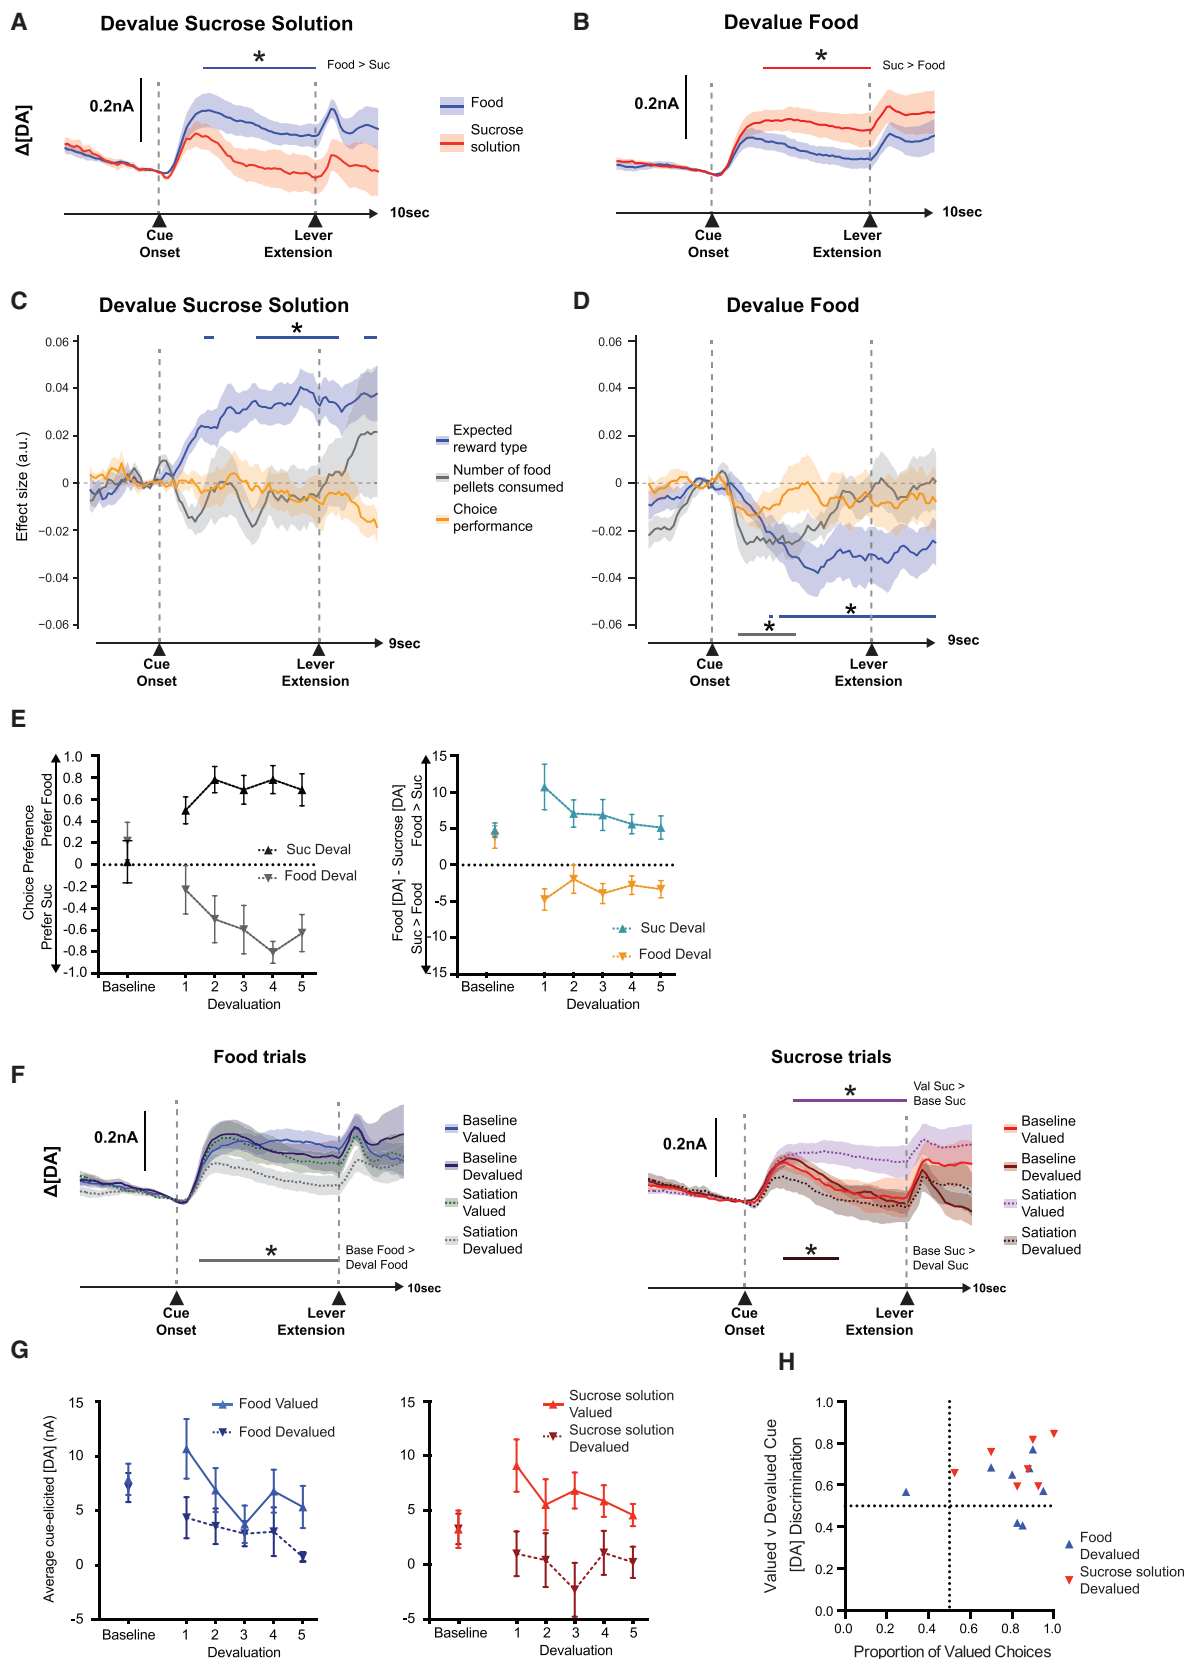 A
Devalue Sucrose Solution
*
Food > Suc
0.2nA
Δ[DA]
Food
Sucrose
solution
10sec
Cue
Onset
Lever
Extension
B
Devalue Food
*
Suc > Food
0.2nA
10sec
Cue
Onset
Lever
Extension
C
Devalue Sucrose Solution
*
0.06
0.04
0.02
0
−0.02
−0.04
−0.06
Effect size (a.u.)
Expected
reward type
Number of food
pellets consumed
Choice
performance
9sec
Cue
Onset
Lever
Extension
D
Devalue Food
0.06
0.04
0.02
0
−0.02
−0.04
−0.06
*
*
9sec
Cue
Onset
Lever
Extension
E
Choice Preference
Prefer Suc
Prefer Food
1.0
0.8
0.6
0.4
0.2
0
-0.2
-0.4
-0.6
-0.8
-1.0
Suc Deval
Food Deval
Baseline
1
2
3
4
5
Devaluation
Food [DA] - Sucrose [DA]
Suc > Food
Food > Suc
15
10
5
0
-5
-10
-15
Suc Deval
Food Deval
Baseline
1
2
3
4
5
Devaluation
F
Food trials
0.2nA
Δ[DA]
Baseline
Valued
Baseline
Devalued
Satiation
Valued
Satiation
Devalued
*
Base Food >
Deval Food
10sec
Cue
Onset
Lever
Extension
Sucrose trials
*
Val Suc >
Base Suc
0.2nA
Baseline
Valued
Baseline
Devalued
Satiation
Valued
Satiation
Devalued
*
Base Suc >
Deval Suc
10sec
Cue
Onset
Lever
Extension
G
Average cue-elicited [DA] (nA)
15
10
5
0
-5
Food Valued
Food Devalued
Baseline
1
2
3
4
5
Devaluation
15
10
5
0
-5
Sucrose solution
Valued
Sucrose solution
Devalued
Baseline
1
2
3
4
5
Devaluation
H
Valued v Devalued Cue
[DA] Discrimination
1.0
0.8
0.6
0.4
0.2
0.0
0.0
0.2
0.4
0.6
0.8
1.0
Proportion of Valued Choices
Food
Devalued
Sucrose solution
Devalued